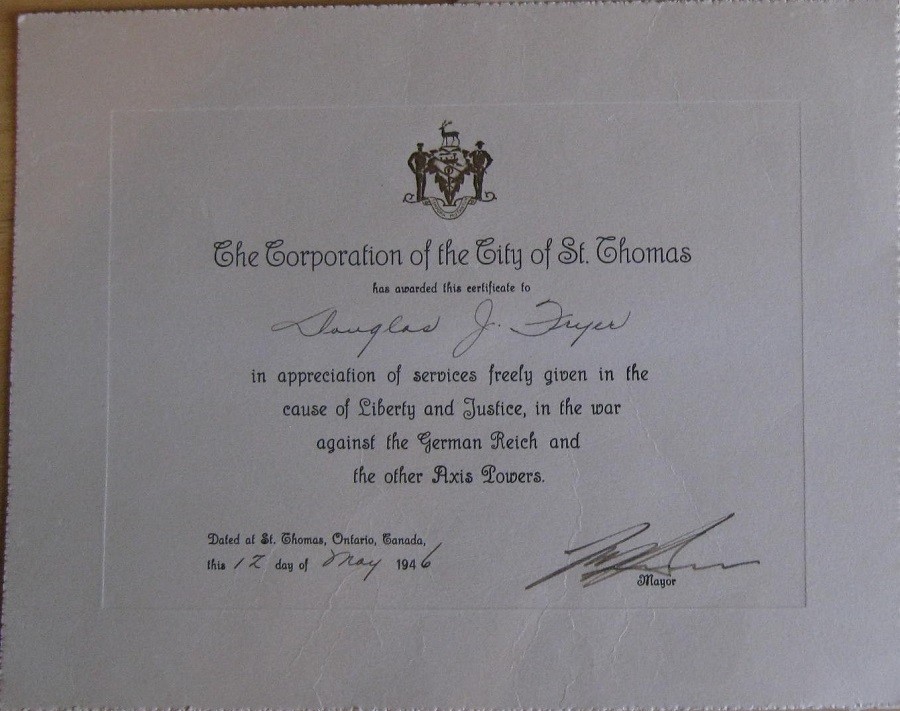 The Corporation of the City of St. Thomas
has awarded this certificate to
Douglas J. Fryer
in appreciation of services freely given in the
cause of Liberty and Justice, in the war
against the German Reich and
the other Axis Powers.
Dated at St. Thomas, Ontario, Canada,
this 12 day of May 1946
Mayor